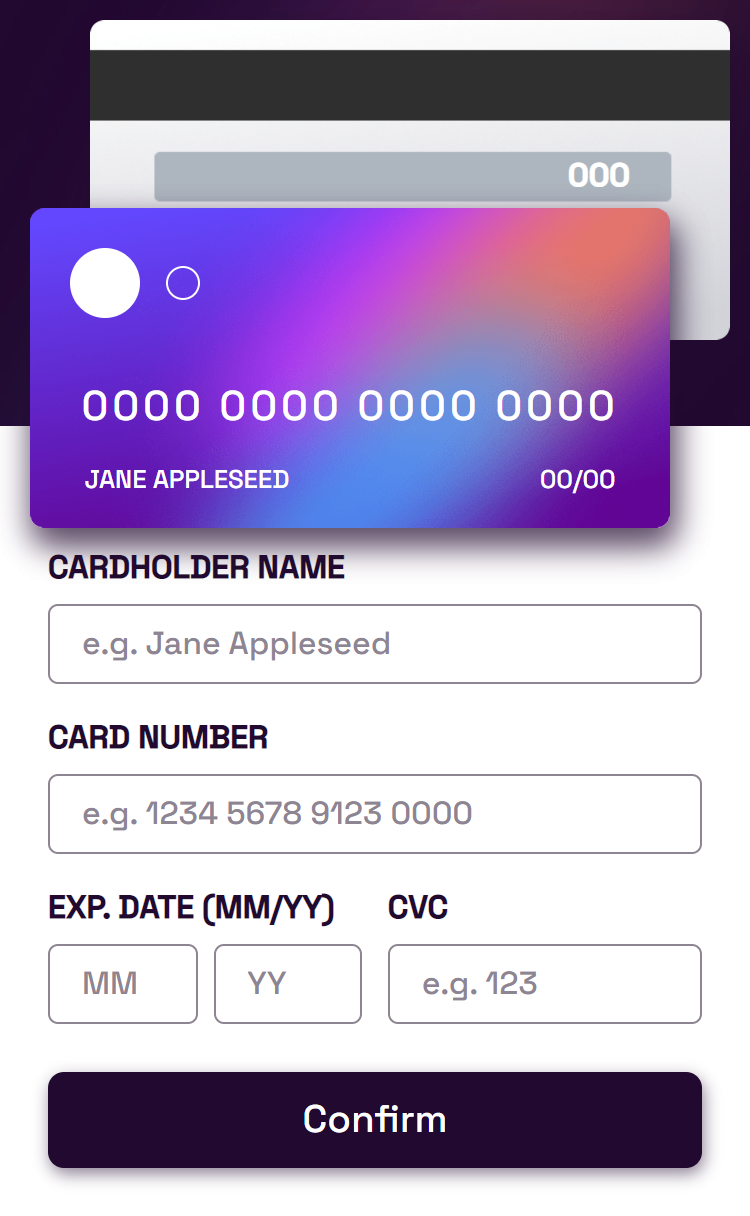 000
0000 0000 0000 0000
JANE APPLESEED 00/00
CARDHOLDER NAME
e.g. Jane Appleseed
CARD NUMBER
e.g. 1234 5678 9123 0000
EXP. DATE (MM/YY) CVC
MM YY e.g. 123
Confirm